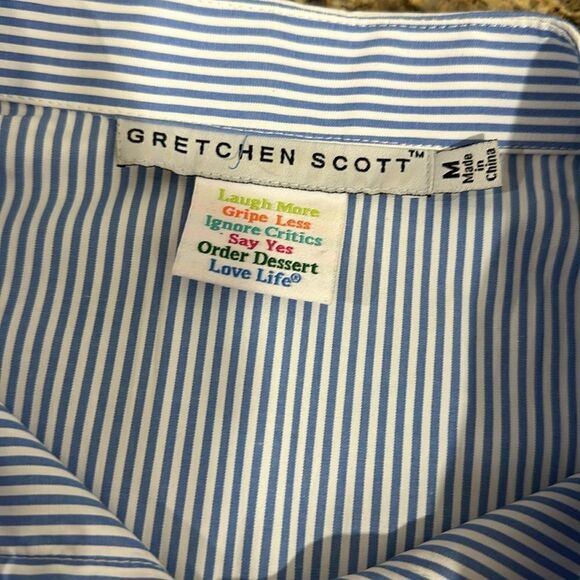 GRETCHEN SCOTT™
M
Made
in
China
Laugh More
Gripe Less
Ignore Critics
Say Yes
Order Dessert
Love Life®